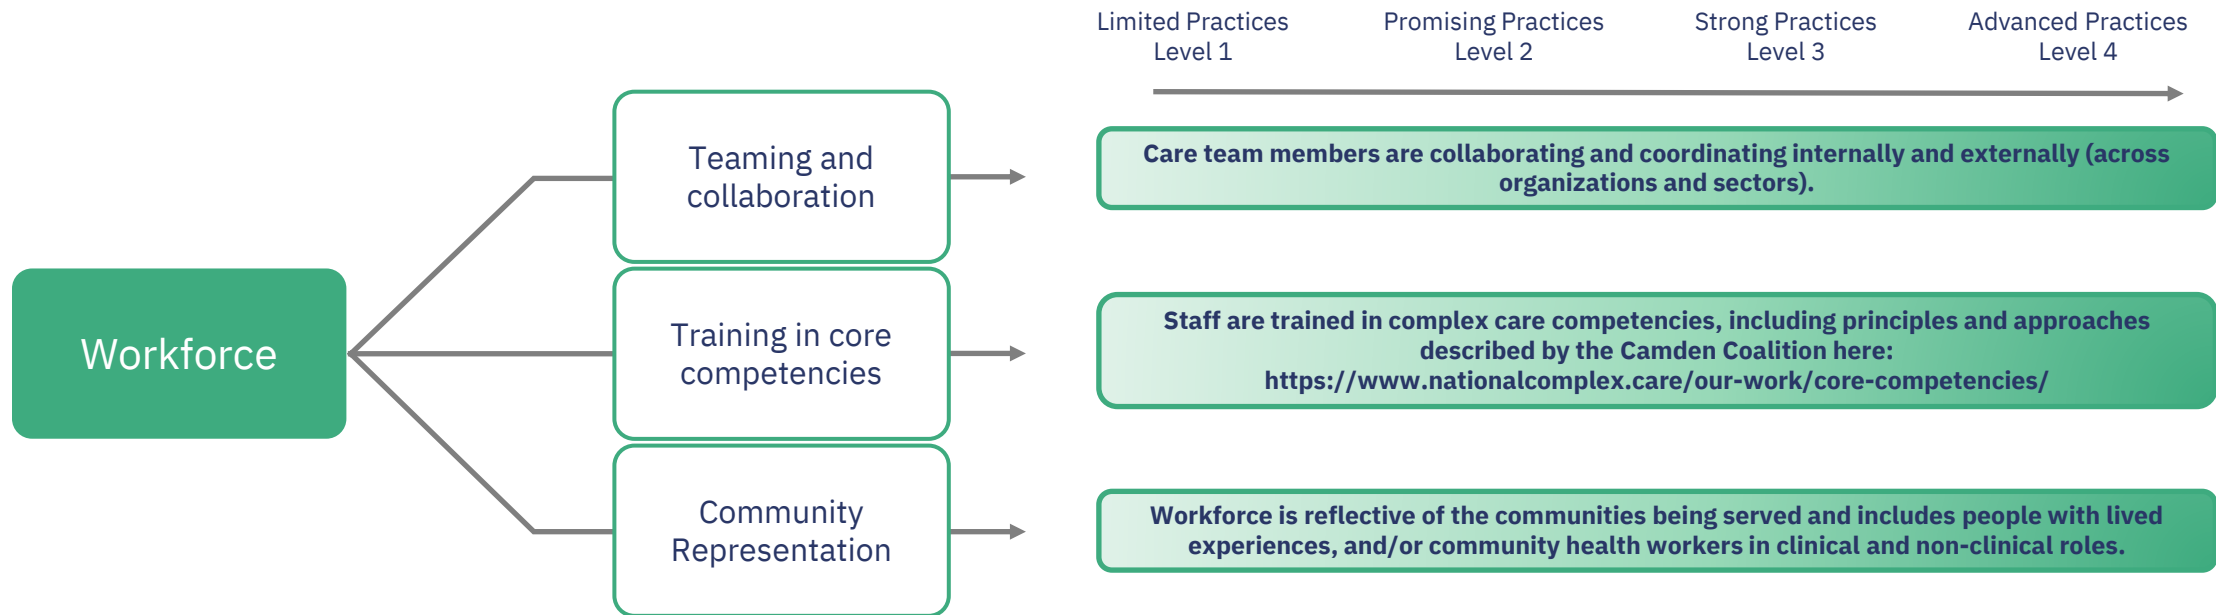 Limited Practices
Level 1
Promising Practices
Level 2
Strong Practices
Level 3
Advanced Practices
Level 4
Workforce
Teaming and
collaboration
Care team members are collaborating and coordinating internally and externally (across
organizations and sectors).
Training in core
competencies
Staff are trained in complex care competencies, including principles and approaches
described by the Camden Coalition here:
https://www.nationalcomplex.care/our-work/core-competencies/
Community
Representation
Workforce is reflective of the communities being served and includes people with lived
experiences, and/or community health workers in clinical and non-clinical roles.